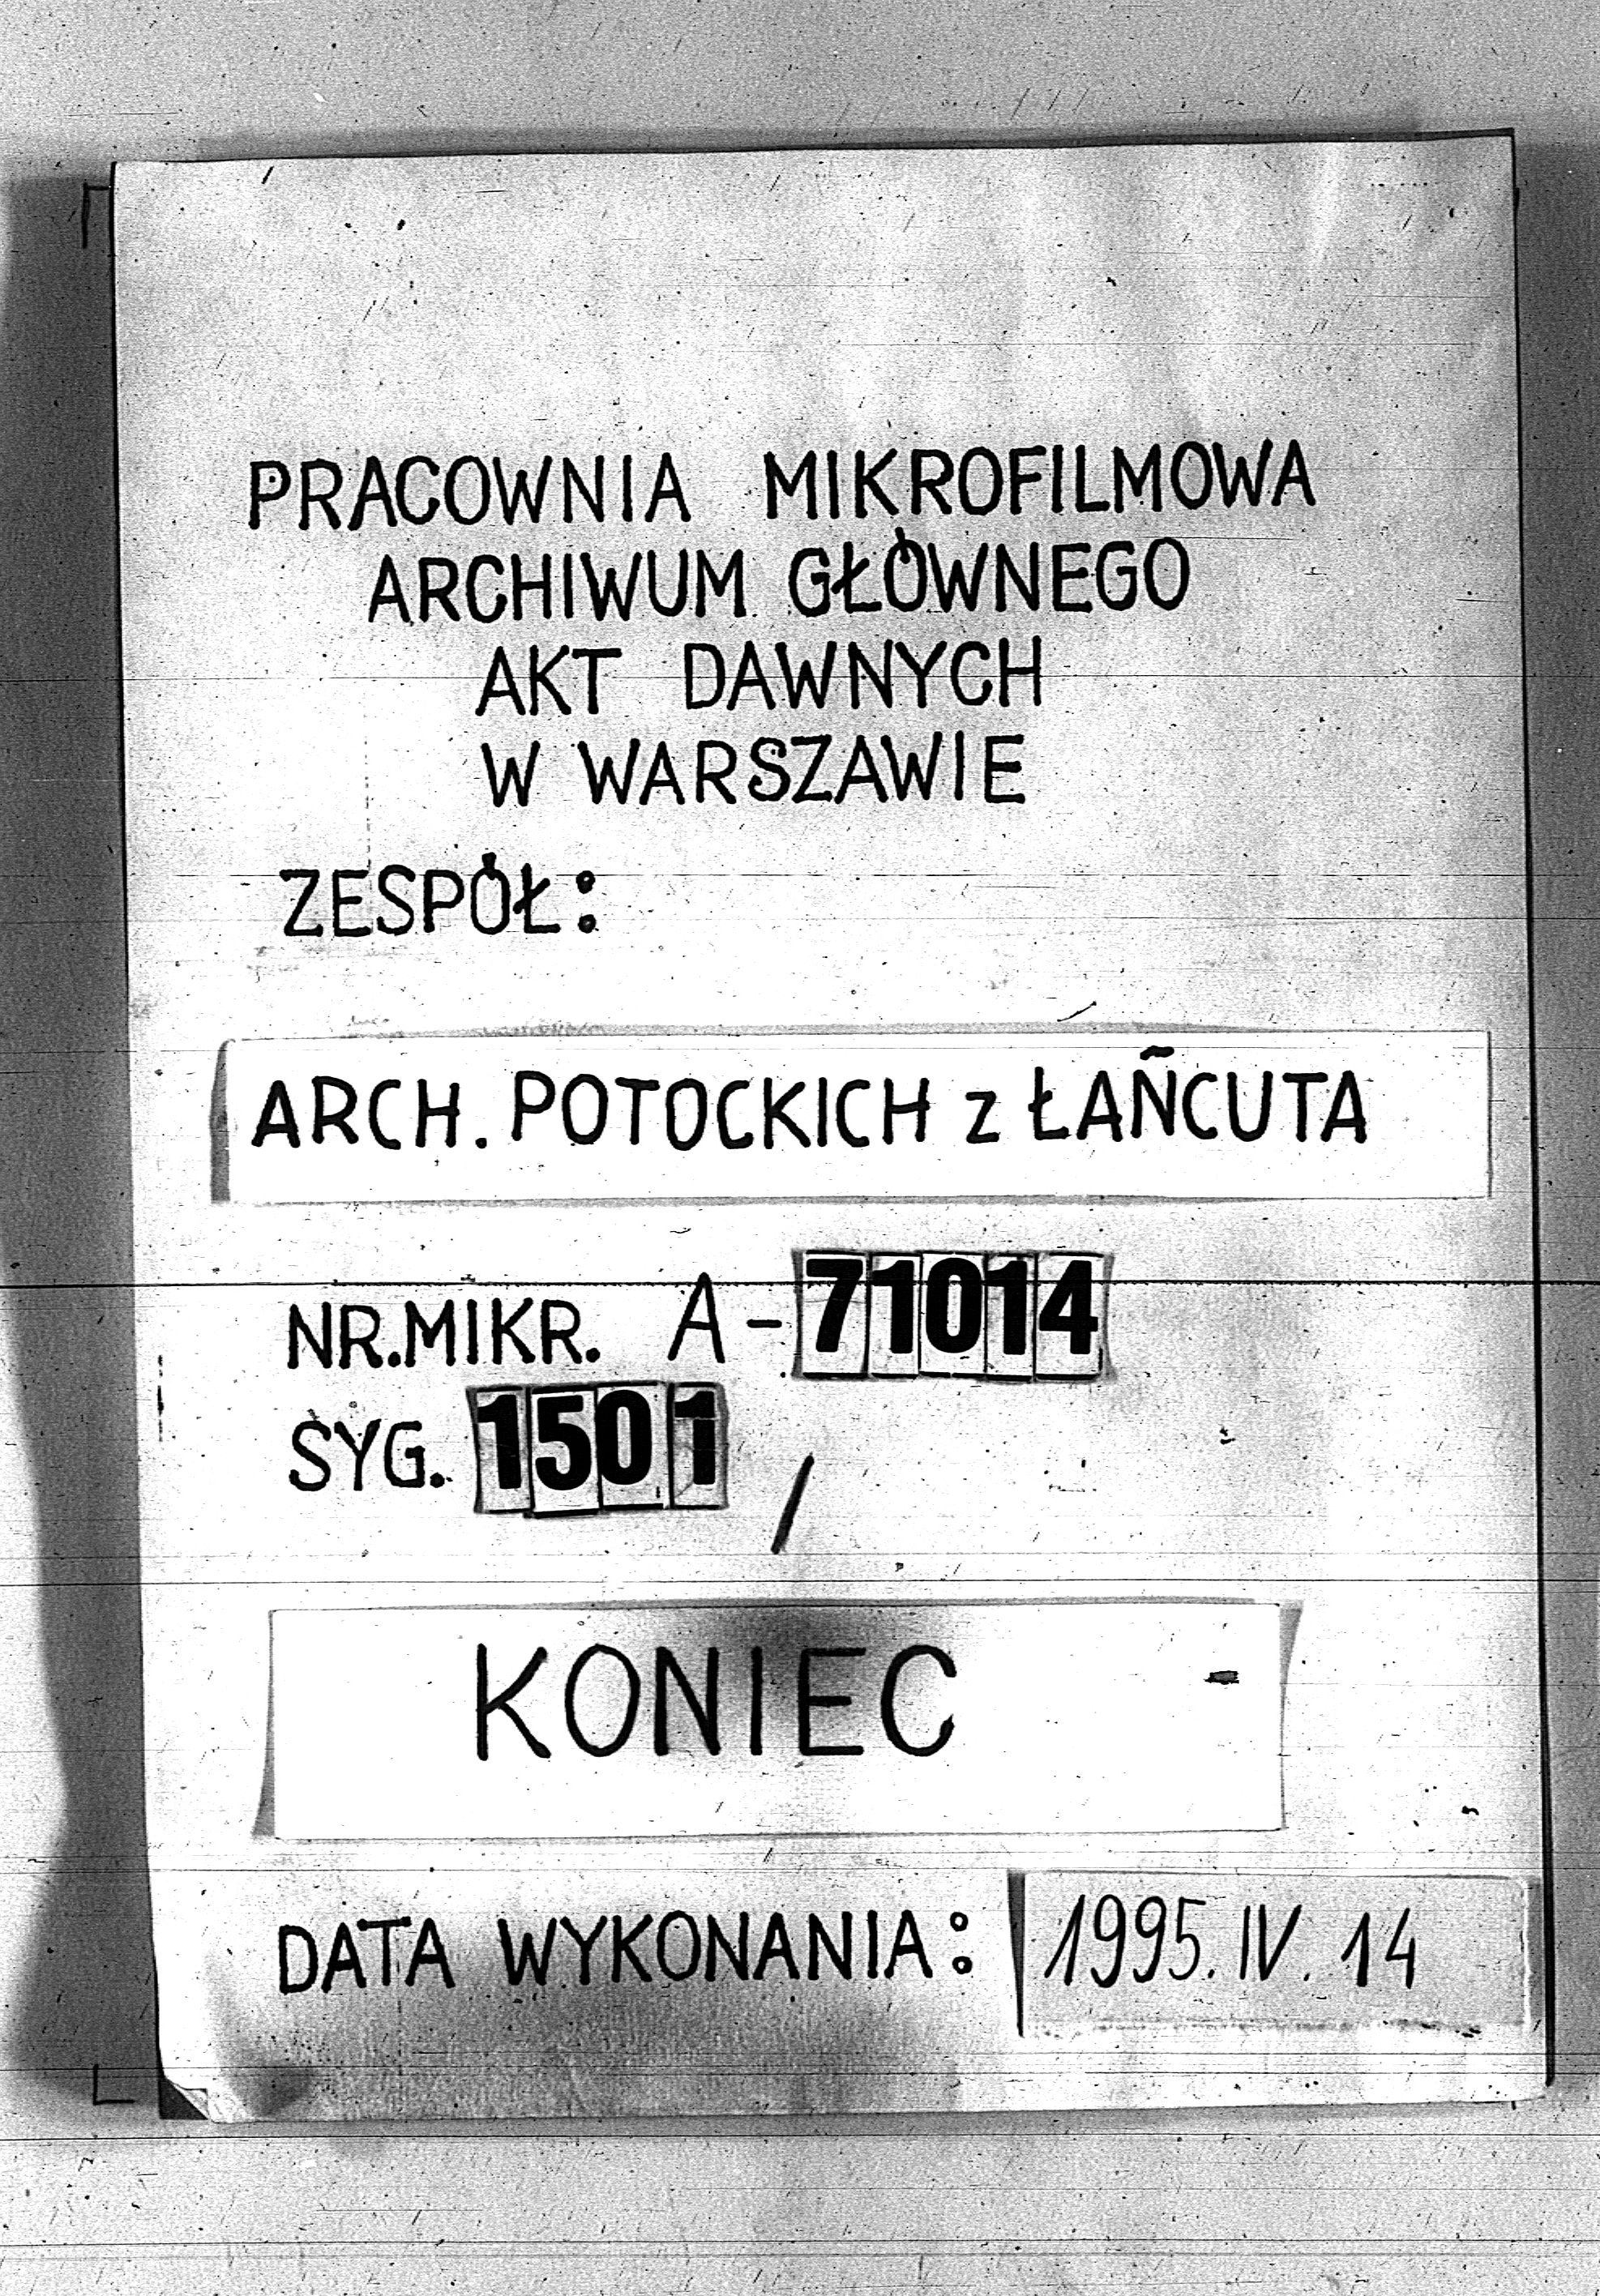 PRACOWNIA MIKROFILMOWA
ARCHIWUM GŁÓWNEGO
AKT DAWNYCH
W WARSZAWIE
ZESPÓŁ:
ARCH. POTOCKICH z ŁAŃCUTA
NR. MIKR. A-71014
SYG. 1501 /
KONIEC -
DATA WYKONANIA: 1995. IV. 14